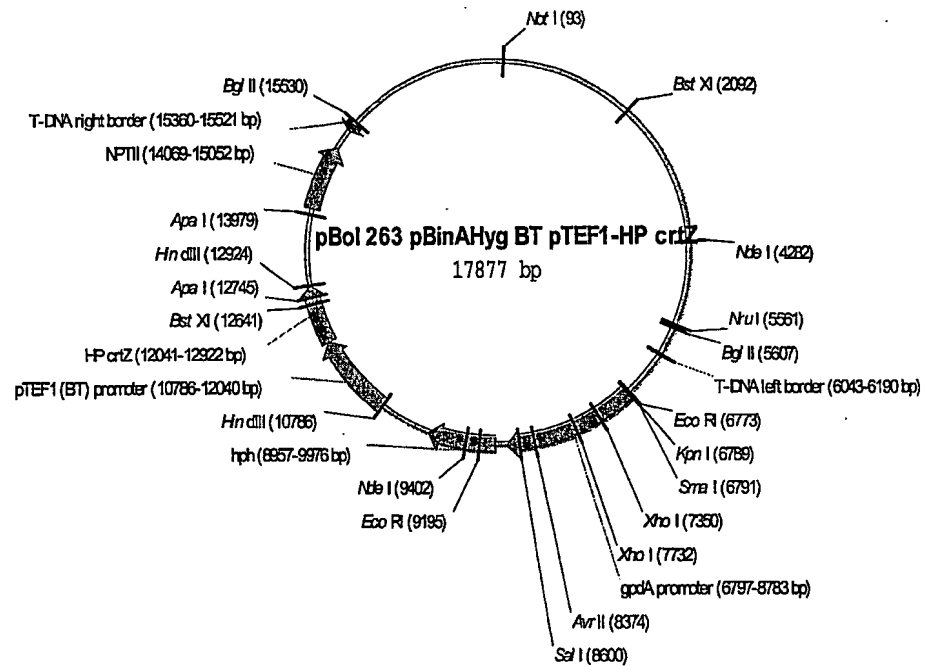 Not I (93)
Bst XI (2092)
Nde I (4282)
Nru I (5561)
Bgl II (5607)
T-DNA left border (6043-6190 bp)
Eco RI (6773)
Kpn I (6789)
Sma I (6791)
Xho I (7350)
Xho I (7732)
gpdA promoter (6797-8783 bp)
Avr II (8374)
Sal I (8600)
Eco RI (9195)
Nde I (9402)
hph (8957-9976 bp)
Hin dIII (10786)
pTEF1 (BT) promoter (10786-12040 bp)
HP crtZ (12041-12922 bp)
Bst XI (12641)
Apa I (12745)
Hin dIII (12924)
Apa I (13979)
NPTII (14069-15052 bp)
T-DNA right border (15360-15521 bp)
Bgl II (15530)
pBol 263 pBinAHyg BT pTEF1-HP crtZ
17877 bp